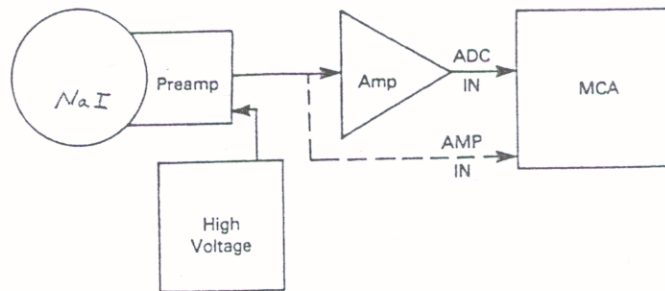 NaI
Preamp
Amp
ADC
IN
MCA
AMP
IN
High
Voltage